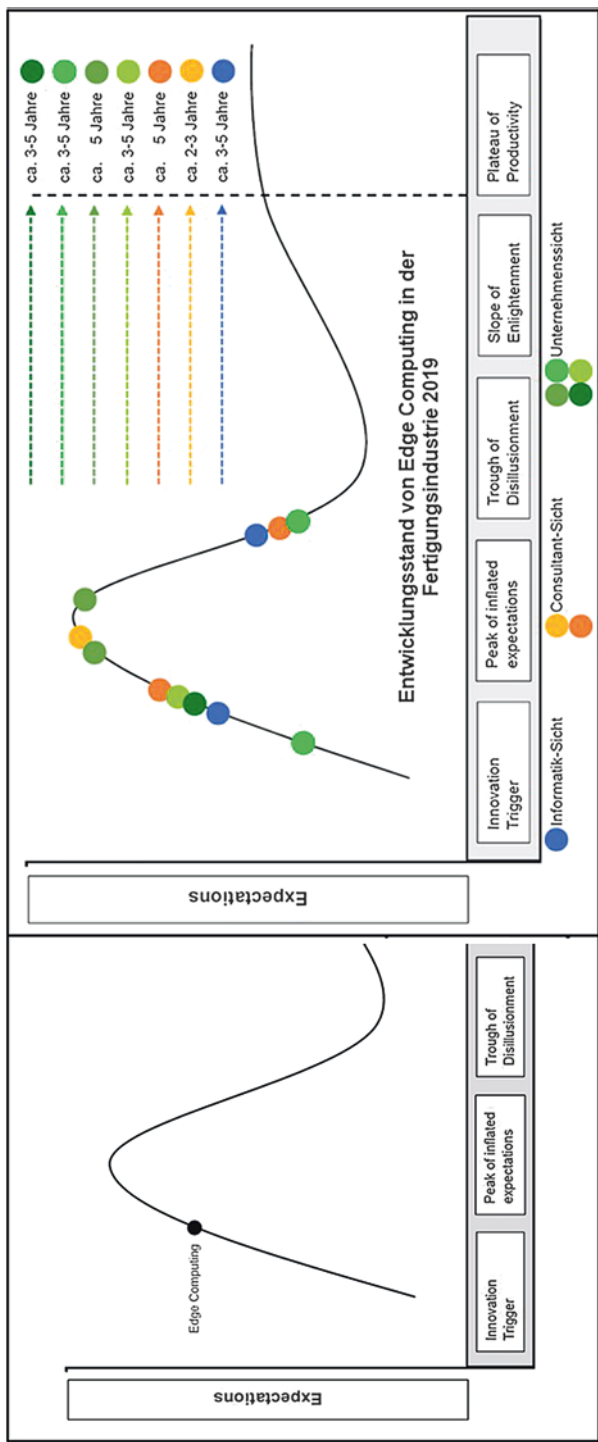 Expectations
Edge Computing
Innovation
Trigger
Peak of inflated
expectations
Trough of
Disillusionment
Expectations
ca. 3-5 Jahre
ca. 3-5 Jahre
ca. 5 Jahre
ca. 3-5 Jahre
ca. 5 Jahre
ca. 2-3 Jahre
ca. 3-5 Jahre
Entwicklungsstand von Edge Computing in der
Fertigungsindustrie 2019
Innovation
Trigger
Peak of inflated
expectations
Trough of
Disillusionment
Slope of
Enlightenment
Plateau of
Productivity
Informatik-Sicht
Consultant-Sicht
Unternehmenssicht